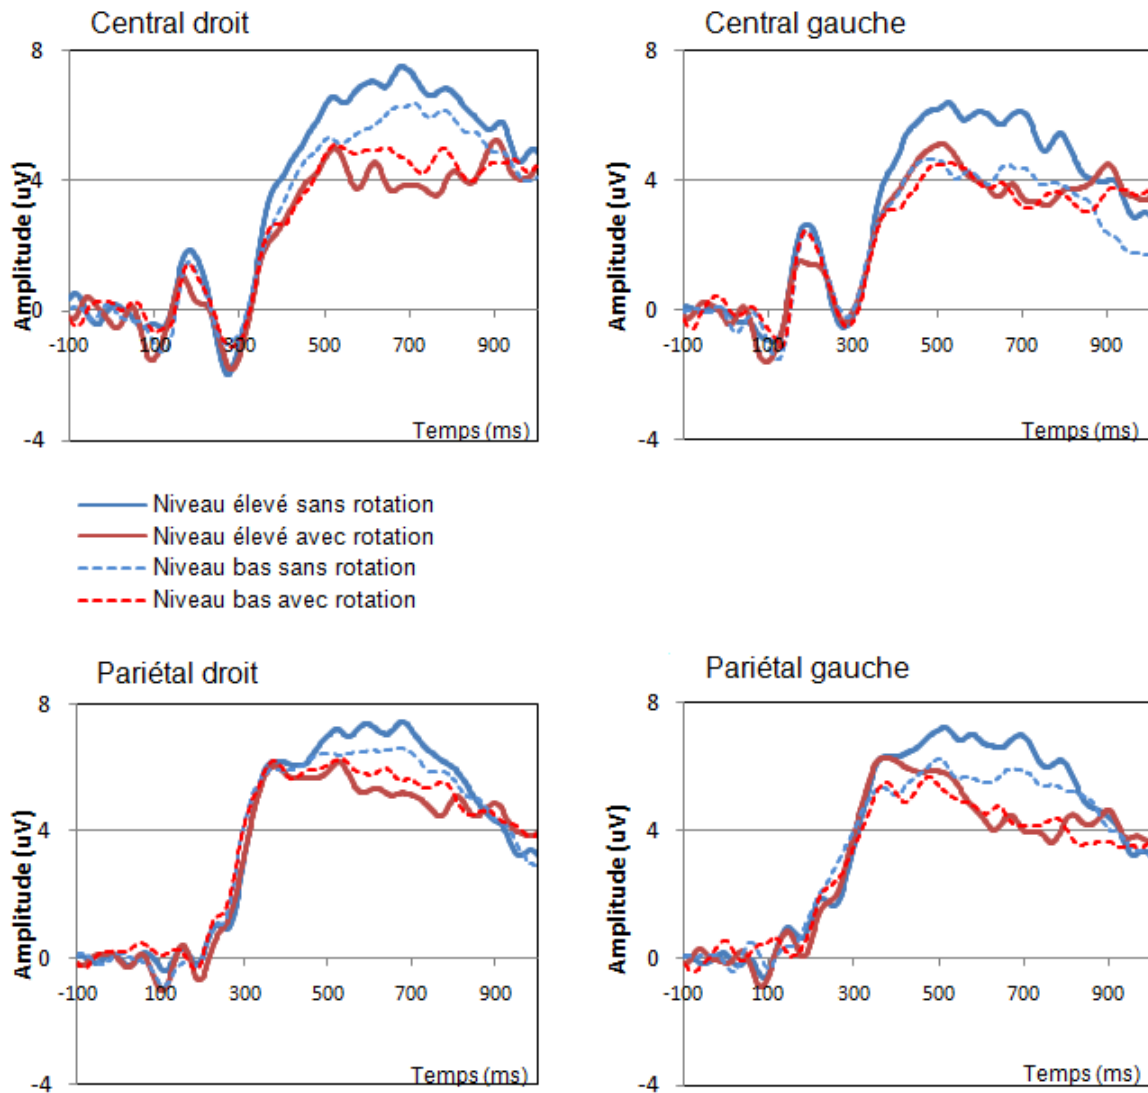 Central droit
Central gauche
8
4
0
-4
Amplitude (uV)
-100 100 300 500 700 900
Temps (ms)
8
4
0
-4
Amplitude (uV)
-100 100 300 500 700 900
Temps (ms)
Niveau élevé sans rotation
Niveau élevé avec rotation
Niveau bas sans rotation
Niveau bas avec rotation
Pariétal droit
Pariétal gauche
8
4
0
-4
Amplitude (uV)
-100 100 300 500 700 900
Temps (ms)
8
4
0
-4
Amplitude (uV)
-100 100 300 500 700 900
Temps (ms)